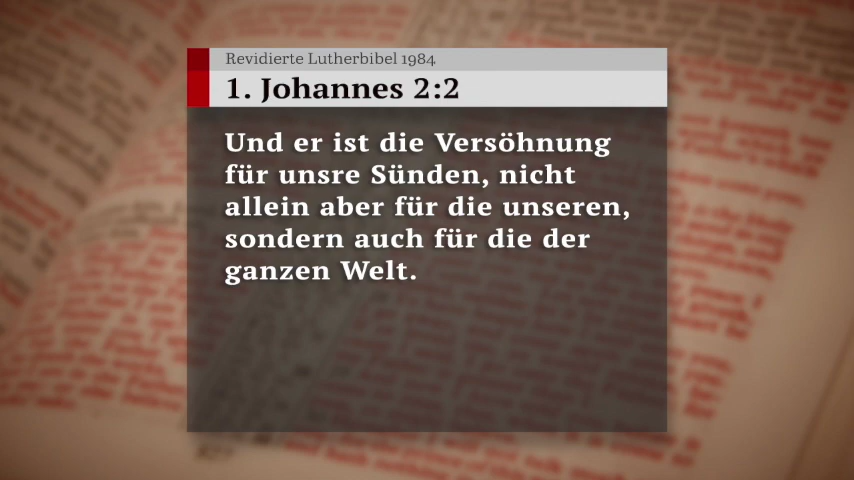 Revidierte Lutherbibel 1984
1. Johannes 2:2
Und er ist die Versöhnung
für unsre Sünden, nicht
allein aber für die unseren,
sondern auch für die der
ganzen Welt.